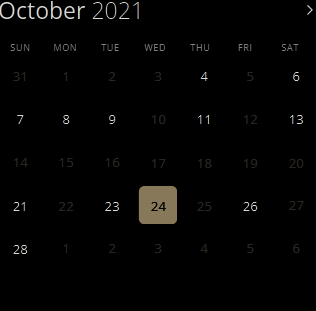 October 2021
SUN MON TUE WED THU FRI SAT
31 1 2 3 4 5 6
7 8 9 10 11 12 13
14 15 16 17 18 19 20
21 22 23 24 25 26 27
28 1 2 3 4 5 6